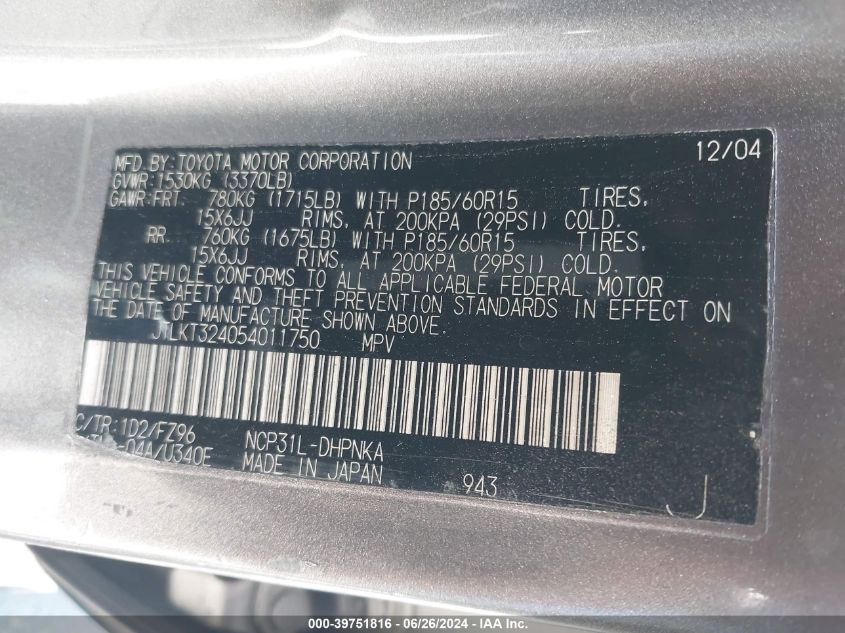 MFD. BY: TOYOTA MOTOR CORPORATION 12/04
GVWR: 1530KG (3370LB)
GAWR: FRT. 780KG (1715LB) WITH P185/60R15 TIRES,
15X6JJ RIMS, AT 200KPA (29PSI) COLD.
RR. 760KG (1675LB) WITH P185/60R15 TIRES,
15X6JJ RIMS, AT 200KPA (29PSI) COLD.
THIS VEHICLE CONFORMS TO ALL APPLICABLE FEDERAL MOTOR
VEHICLE SAFETY AND THEFT PREVENTION STANDARDS IN EFFECT ON
THE DATE OF MANUFACTURE SHOWN ABOVE.
JTLKT324054011750 MPV
C/TR: 1D2/FZ96 NCP31L-DHPNKA
-04A/U340E MADE IN JAPAN 943 J
000-39751816 - 06/26/2024 - IAA Inc.